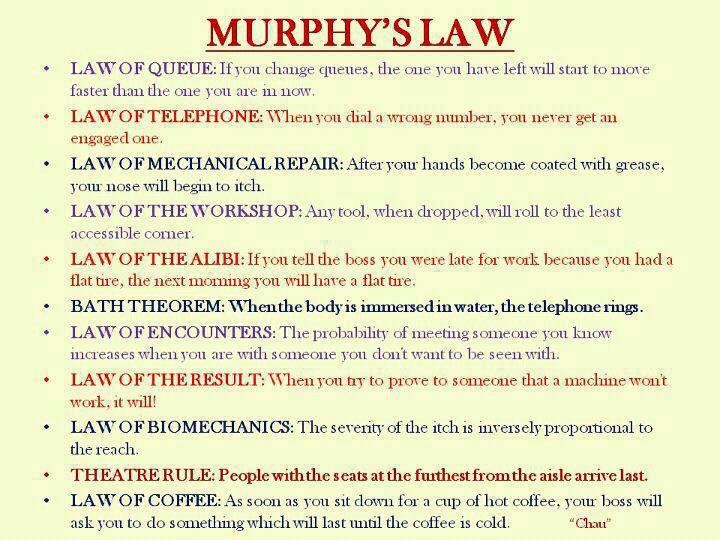 MURPHY'S LAW
• LAW OF QUEUE: If you change queues, the one you have left will start to move
faster than the one you are in now.
• LAW OF TELEPHONE: When you dial a wrong number, you never get an
engaged one.
• LAW OF MECHANICAL REPAIR: After your hands become coated with grease,
your nose will begin to itch.
• LAW OF THE WORKSHOP: Any tool, when dropped, will roll to the least
accessible corner.
• LAW OF THE ALIBI: If you tell the boss you were late for work because you had a
flat tire, the next morning you will have a flat tire.
• BATH THEOREM: When the body is immersed in water, the telephone rings.
• LAW OF ENCOUNTERS: The probability of meeting someone you know
increases when you are with someone you don't want to be seen with.
• LAW OF THE RESULT: When you try to prove to someone that a machine won't
work, it will!
• LAW OF BIOMECHANICS: The severity of the itch is inversely proportional to
the reach.
• THEATRE RULE: People with the seats at the furthest from the aisle arrive last.
• LAW OF COFFEE: As soon as you sit down for a cup of hot coffee, your boss will
ask you to do something which will last until the coffee is cold. "Chau"